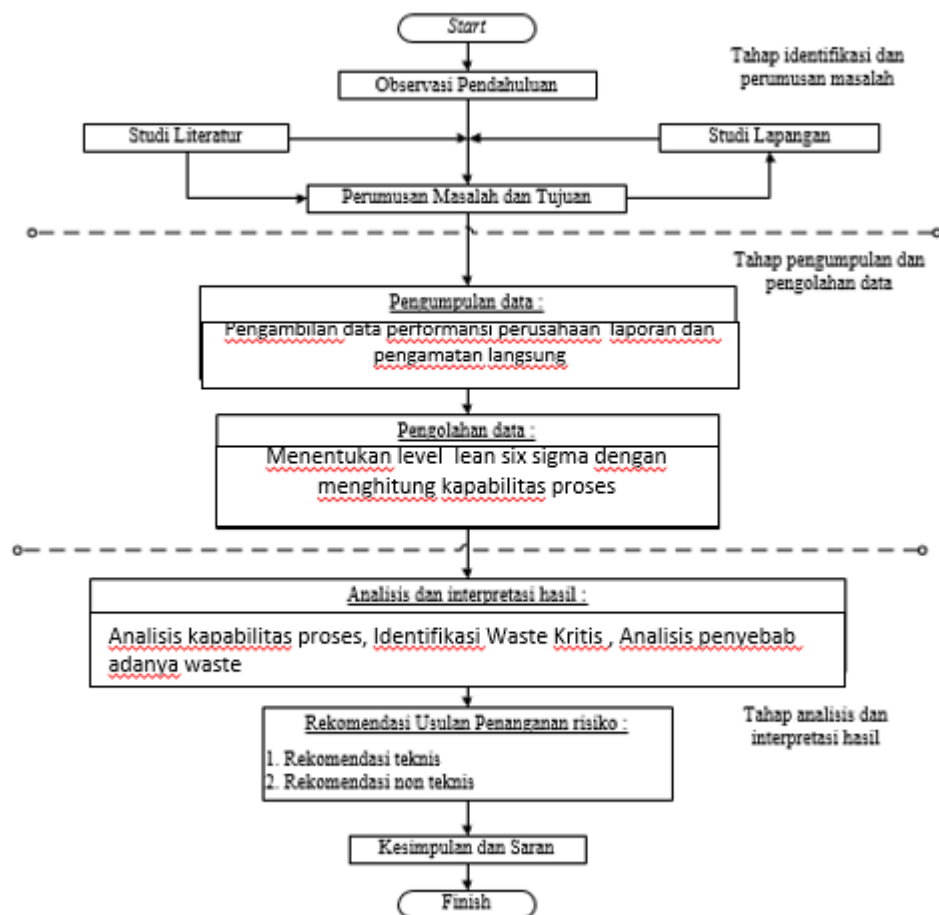 Start
Tahap identifikasi dan
perumusan masalah
Observasi Pendahuluan
Studi Literatur
Studi Lapangan
Perumusan Masalah dan Tujuan
Tahap pengumpulan dan
pengolahan data
Pengumpulan data :
Pengambilan data performansi perusahaan laporan dan
pengamatan langsung
Pengolahan data :
Menentukan level lean six sigma dengan
menghitung kapabilitas proses
Analisis dan interpretasi hasil :
Analisis kapabilitas proses, Identifikasi Waste Kritis , Analisis penyebab
adanya waste
Rekomendasi Usulan Penanganan risiko :
1. Rekomendasi teknis
2. Rekomendasi non teknis
Tahap analisis dan
interpretasi hasil
Kesimpulan dan Saran
Finish